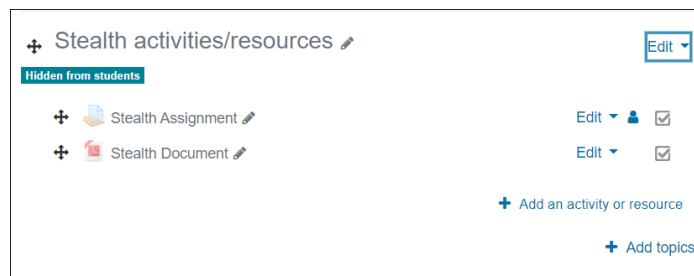 Stealth activities/resources Edit
Hidden from students
Stealth Assignment Edit
Stealth Document Edit
Add an activity or resource
Add topics